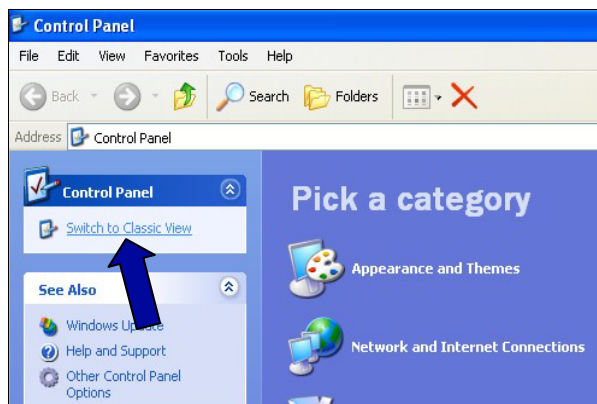 Control Panel
File Edit View Favorites Tools Help
Back Search Folders
Address Control Panel
Control Panel
Switch to Classic View
See Also
Windows Update
Help and Support
Other Control Panel
Options
Pick a category
Appearance and Themes
Network and Internet Connections